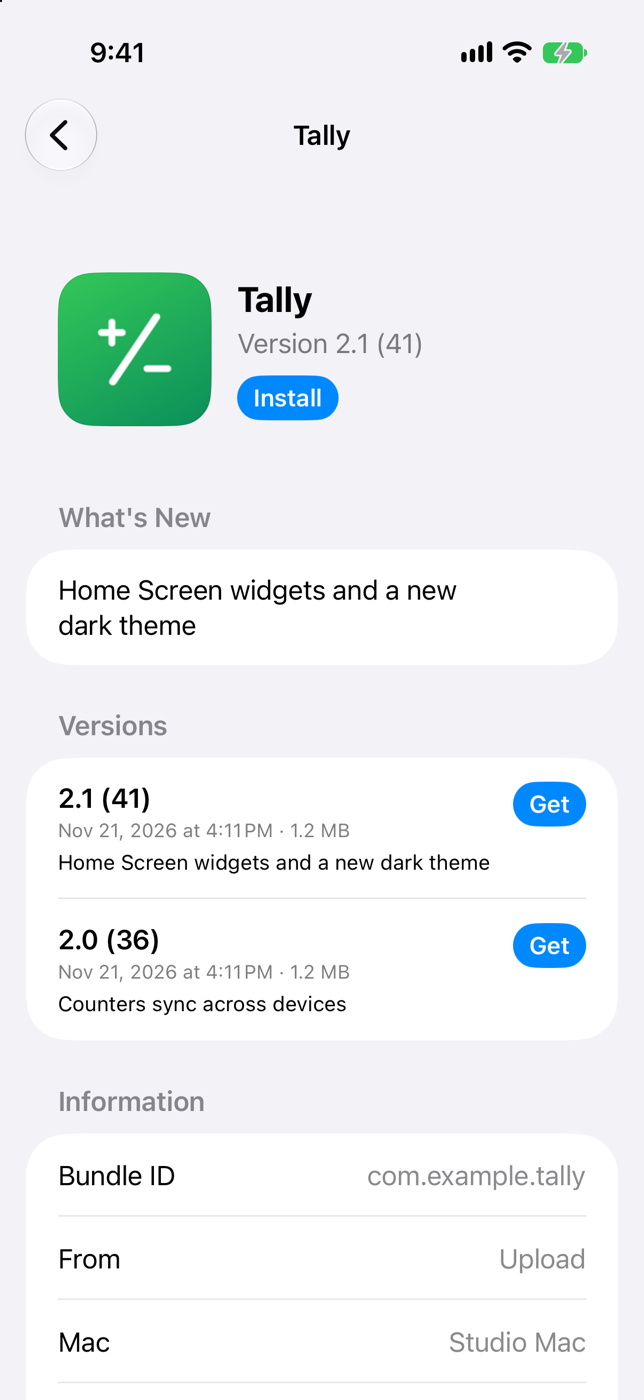 9:41
Tally
Tally
Version 2.1 (41)
Install
What's New
Home Screen widgets and a new
dark theme
Versions
2.1 (41)
Get
Nov 21, 2026 at 4:11 PM · 1.2 MB
Home Screen widgets and a new dark theme
2.0 (36)
Get
Nov 21, 2026 at 4:11 PM · 1.2 MB
Counters sync across devices
Information
Bundle ID com.example.tally
From Upload
Mac Studio Mac